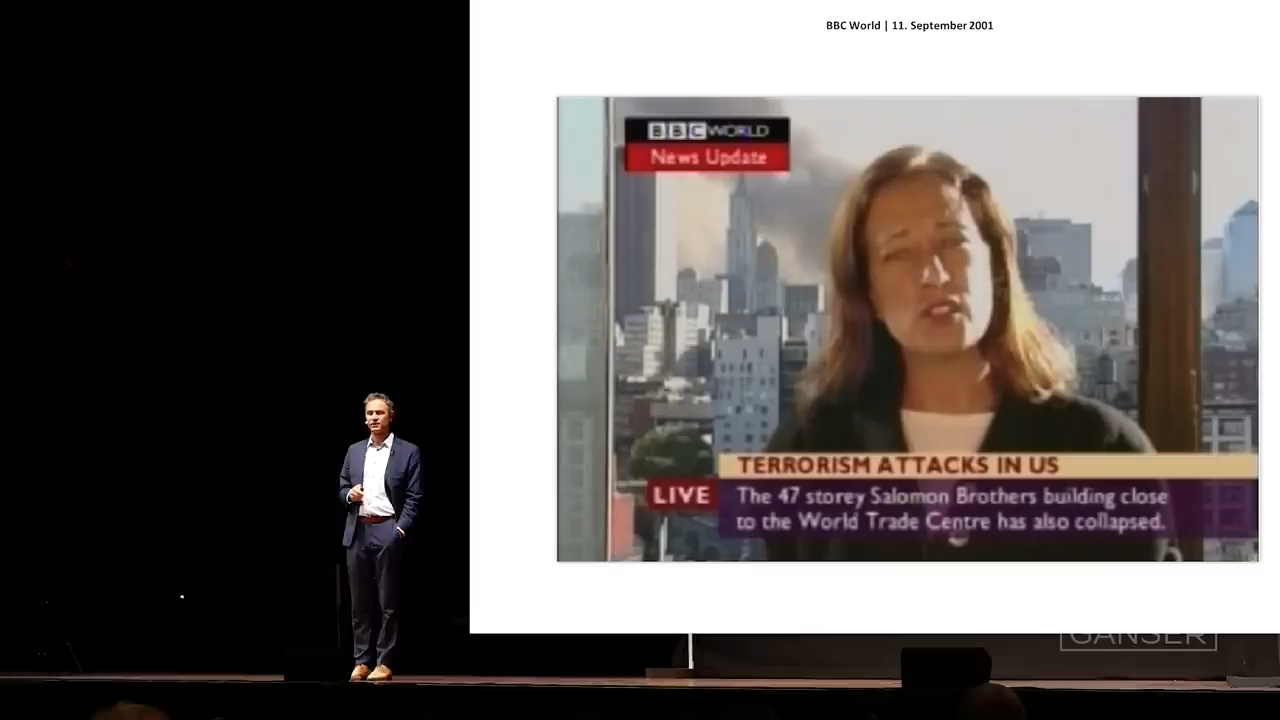 BBC World | 11. September 2001
BBC WORLD
News Update
TERRORISM ATTACKS IN US
LIVE
The 47 storey Salomon Brothers building close
to the World Trade Centre has also collapsed.
GANSER